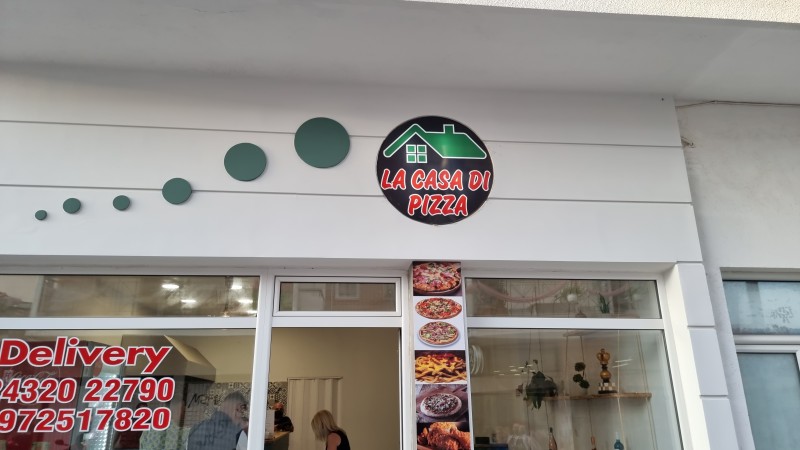 LA CASA DI
PIZZA
Delivery
24320 22790
6972517820